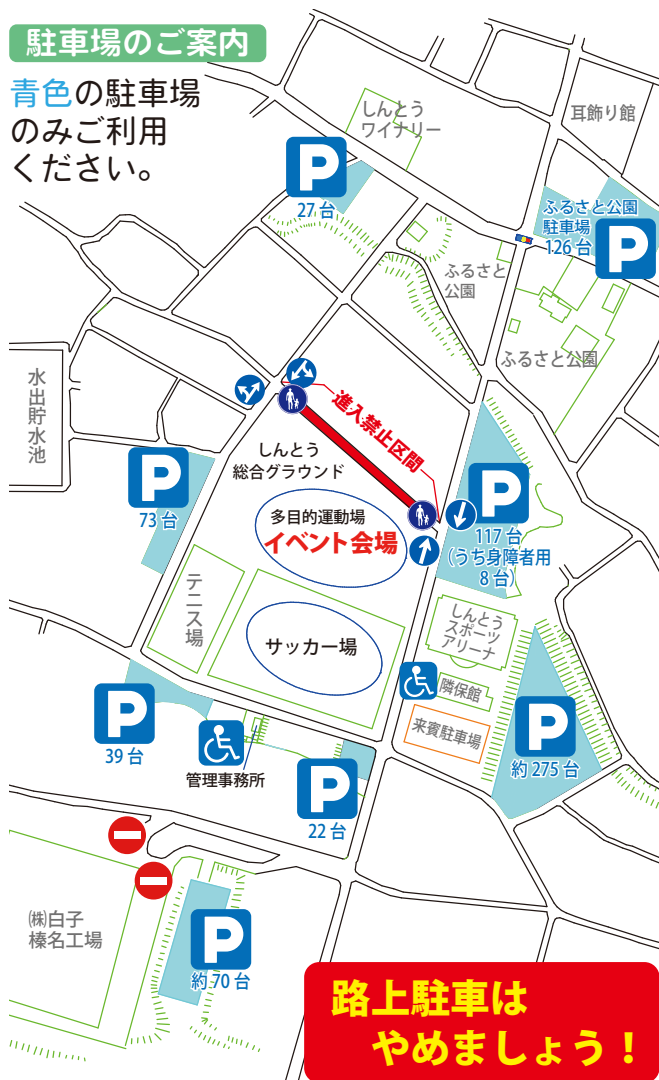 駐車場のご案内
青色の駐車場
のみご利用
ください。
しんとう
ワイナリー
耳飾り館
P
27台
ふるさと公園
駐車場
126台
P
ふるさと
公園
ふるさと公園
水出貯水池
進入禁止区間
しんとう
総合グラウンド
P
73台
多目的運動場
イベント会場
P
117台
(うち身障者用
8台)
テニス場
サッカー場
しんとう
スポーツ
アリーナ
隣保館
来賓駐車場
P
約275台
P
39台
管理事務所
P
22台
㈱白子
榛名工場
P
約70台
路上駐車は
やめましょう!